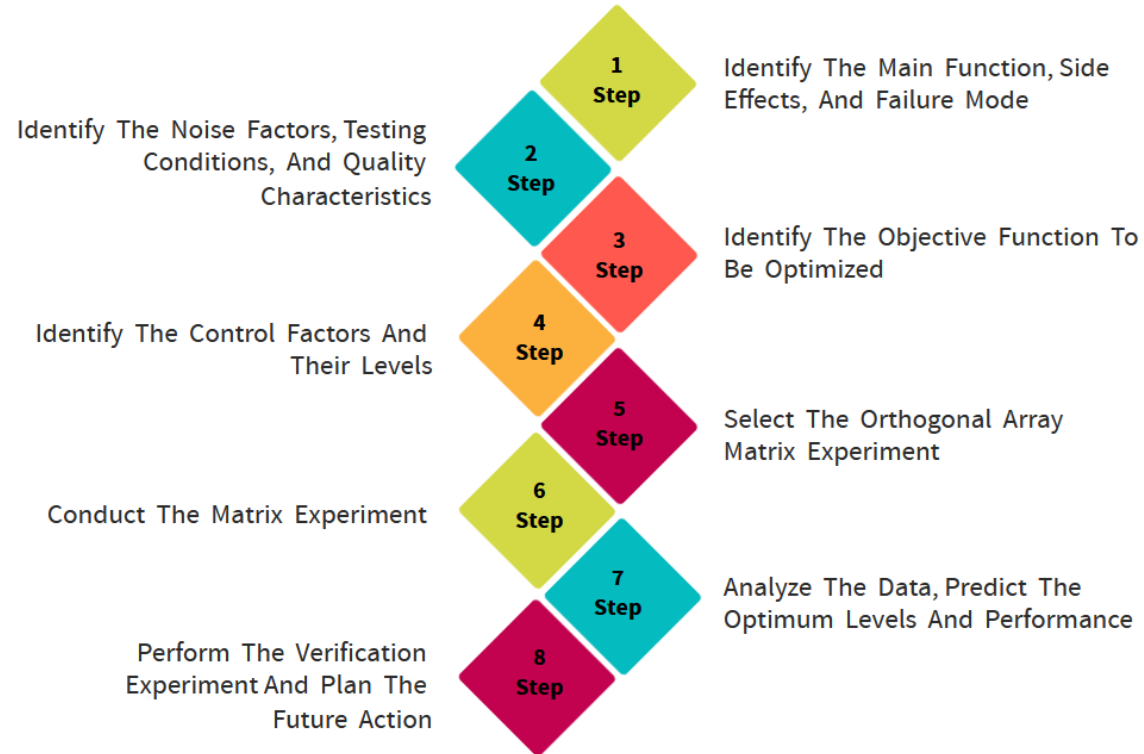 1
Step
Identify The Main Function, Side
Effects, And Failure Mode
2
Step
Identify The Noise Factors, Testing
Conditions, And Quality
Characteristics
3
Step
Identify The Objective Function To
Be Optimized
4
Step
Identify The Control Factors And
Their Levels
5
Step
Select The Orthogonal Array
Matrix Experiment
6
Step
Conduct The Matrix Experiment
7
Step
Analyze The Data, Predict The
Optimum Levels And Performance
8
Step
Perform The Verification
Experiment And Plan The
Future Action